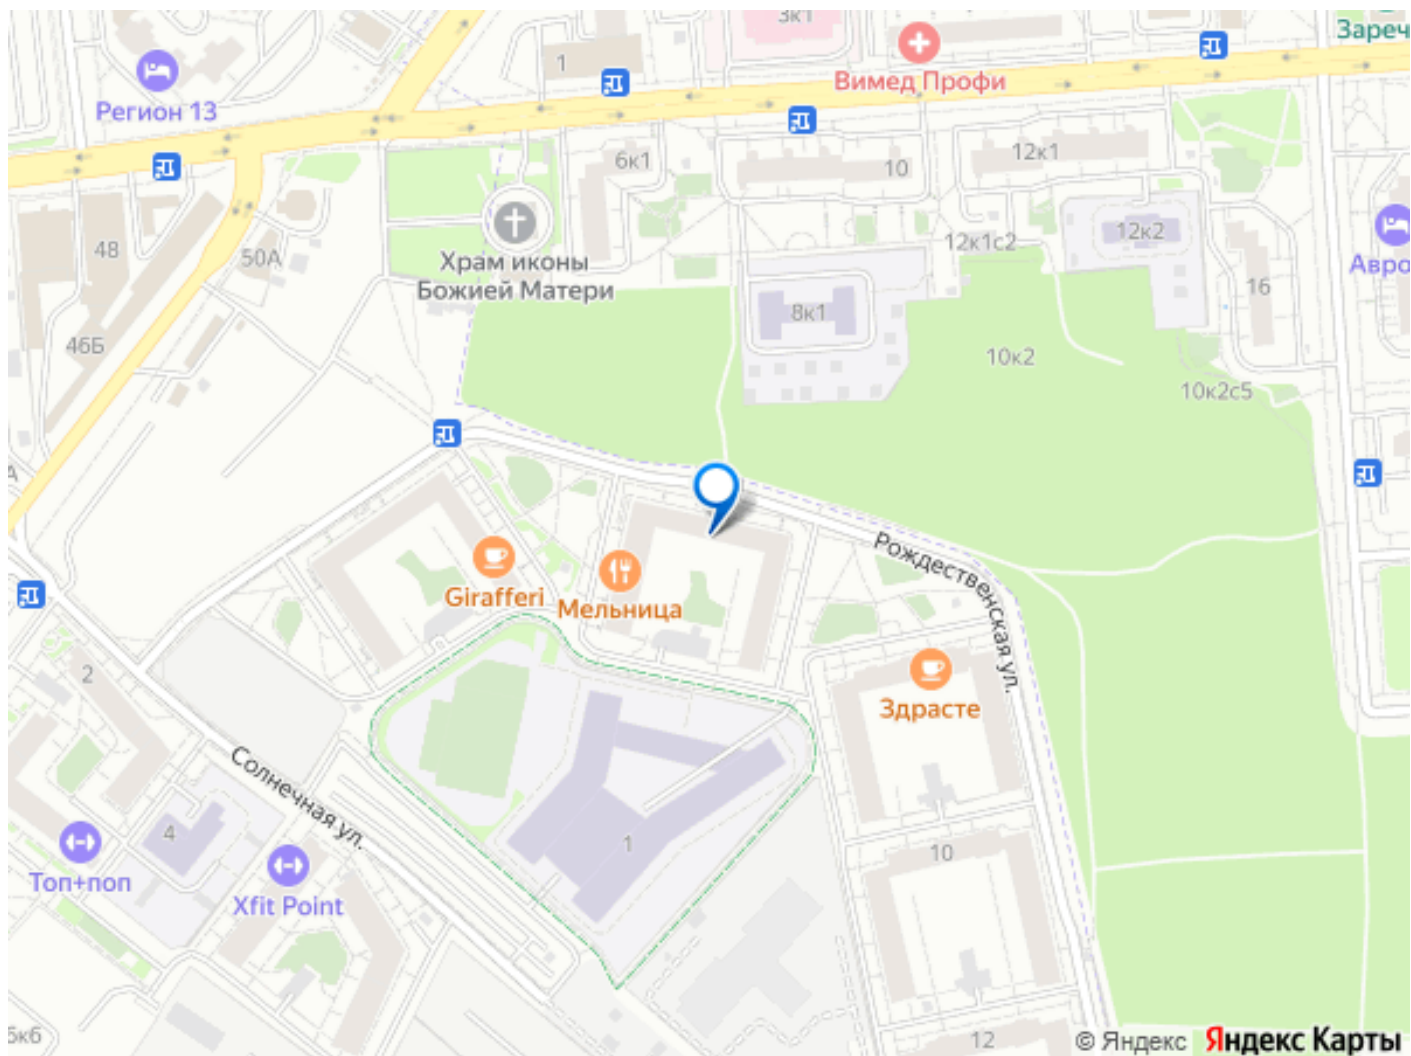 3к1
Зареч
1
Вимед Профи
Регион 13
6к1
10
12к1
48
50А
Храм иконы
Божией Матери
12к1с2
12к2
Авро
16
46Б
8к1
10к2
10к2с5
Рождественская ул.
Girafferi
Мельница
Здрасте
2
Солнечная ул.
4
1
Топ+поп
Xfit Point
10
12
© Яндекс Яндекс Карты